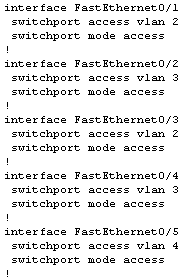 interface FastEthernet0/1
 switchport access vlan 2
 switchport mode access
!
interface FastEthernet0/2
 switchport access vlan 3
 switchport mode access
!
interface FastEthernet0/3
 switchport access vlan 2
 switchport mode access
!
interface FastEthernet0/4
 switchport access vlan 3
 switchport mode access
!
interface FastEthernet0/5
 switchport access vlan 4
 switchport mode access
!